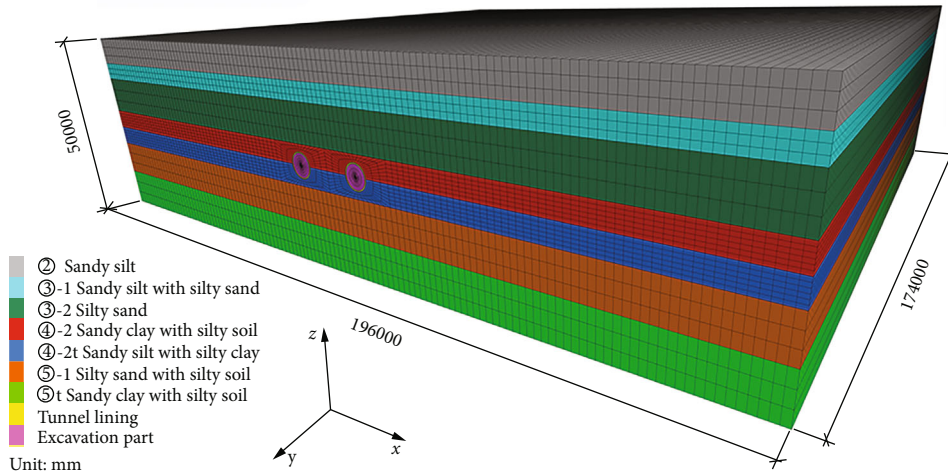 50000
② Sandy silt
③-1 Sandy silt with silty sand
③-2 Silty sand
④-2 Sandy clay with silty soil
④-2t Sandy silt with silty clay
⑤-1 Silty sand with silty soil
⑤t Sandy clay with silty soil
Tunnel lining
Excavation part
Unit: mm
196000
174000
z
y
x